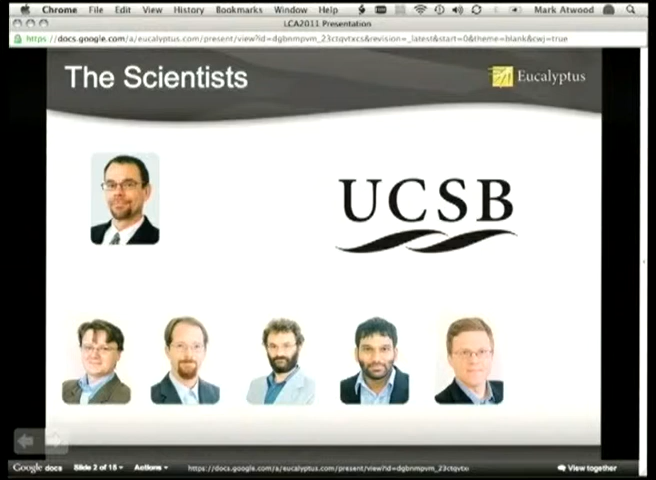 Chrome File Edit View History Bookmarks Window Help Mark Atwood
LCA2011 Presentation
https://docs.google.com/a/eucalyptus.com/present/view?id=dgbnmpvm_23ctqvtxcs&revision=_latest&start=0&theme=blank&cwj=true
The Scientists
Eucalyptus
UCSB
Google docs Slide 2 of 18 Actions https://docs.google.com/a/eucalyptus.com/present/view?id=dgbnmpvm_23ctqvtx View together